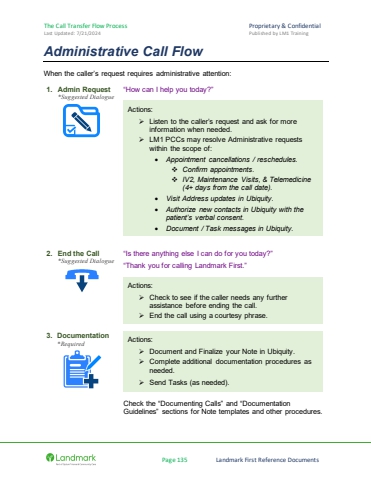 The Call Transfer Flow Process
Proprietary & Confidential
Last updated: 7/21/2024
Published by LM1 Training
Administrative Call Flow
When the caller's request requires administrative attention:
1. Admin Request
*Suggested Dialogue
"How can I help you today?"
Actions:
➢ Listen to the caller's request and ask for more
information when needed.
➢ LM1 PCCs may resolve Administrative requests
within the scope of:
• Appointment cancellations / reschedules.
❖ Confirm appointments.
❖ IV2, Maintenance Visits, & Telemedicine
(4+ days from the call date).
• Visit Address updates in Ubiquity.
• Authorize new contacts in Ubiquity with the
patient's verbal consent.
• Document / Task messages in Ubiquity.
2. End the Call
*Suggested Dialogue
"Is there anything else I can do for you today?"
"Thank you for calling Landmark First."
Actions:
➢ Check to see if the caller needs any further
assistance before ending the call.
➢ End the call using a courtesy phrase.
3. Documentation
*Required
Actions:
➢ Document and Finalize your Note in Ubiquity.
➢ Complete additional documentation procedures as
needed.
➢ Send Tasks (as needed).
Check the "Documenting Calls" and "Documentation
Guidelines" sections for Note templates and other procedures.
Landmark
Page 135
Landmark First Reference Documents